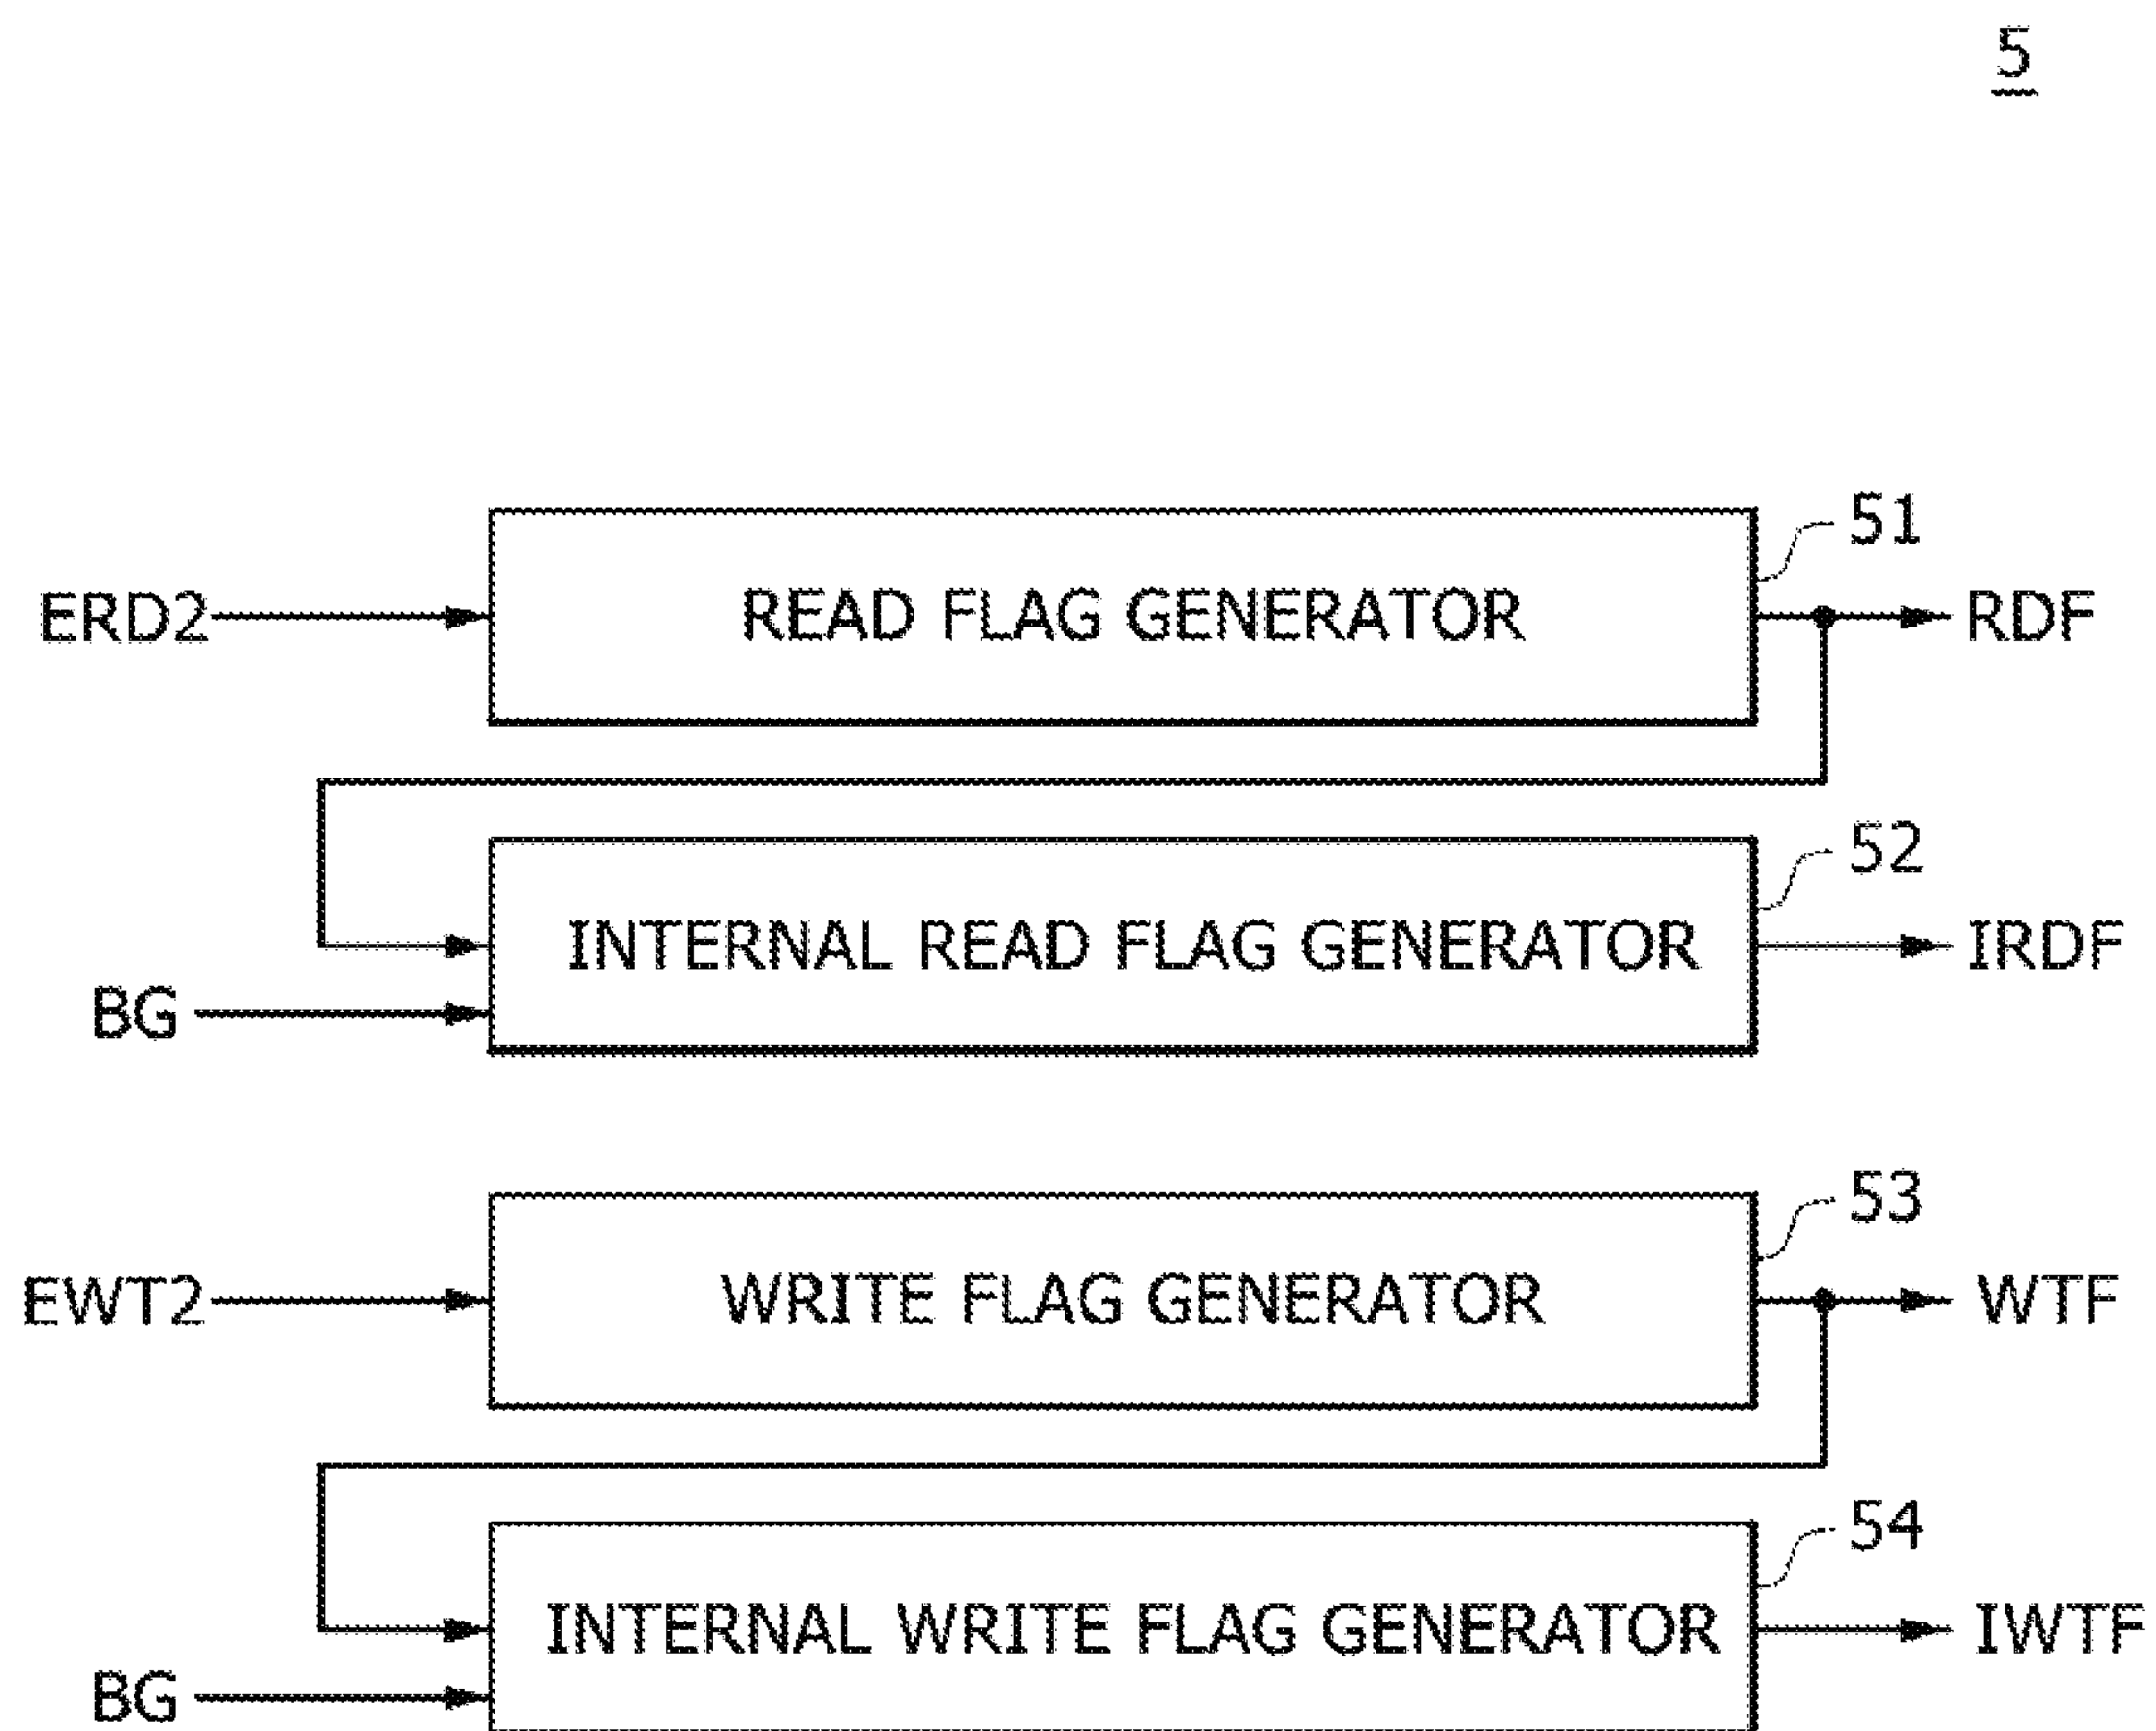 5
51
ERD2 READ FLAG GENERATOR RDF
52
INTERNAL READ FLAG GENERATOR IRDF
BG
53
EWT2 WRITE FLAG GENERATOR WTF
54
INTERNAL WRITE FLAG GENERATOR IWTF
BG